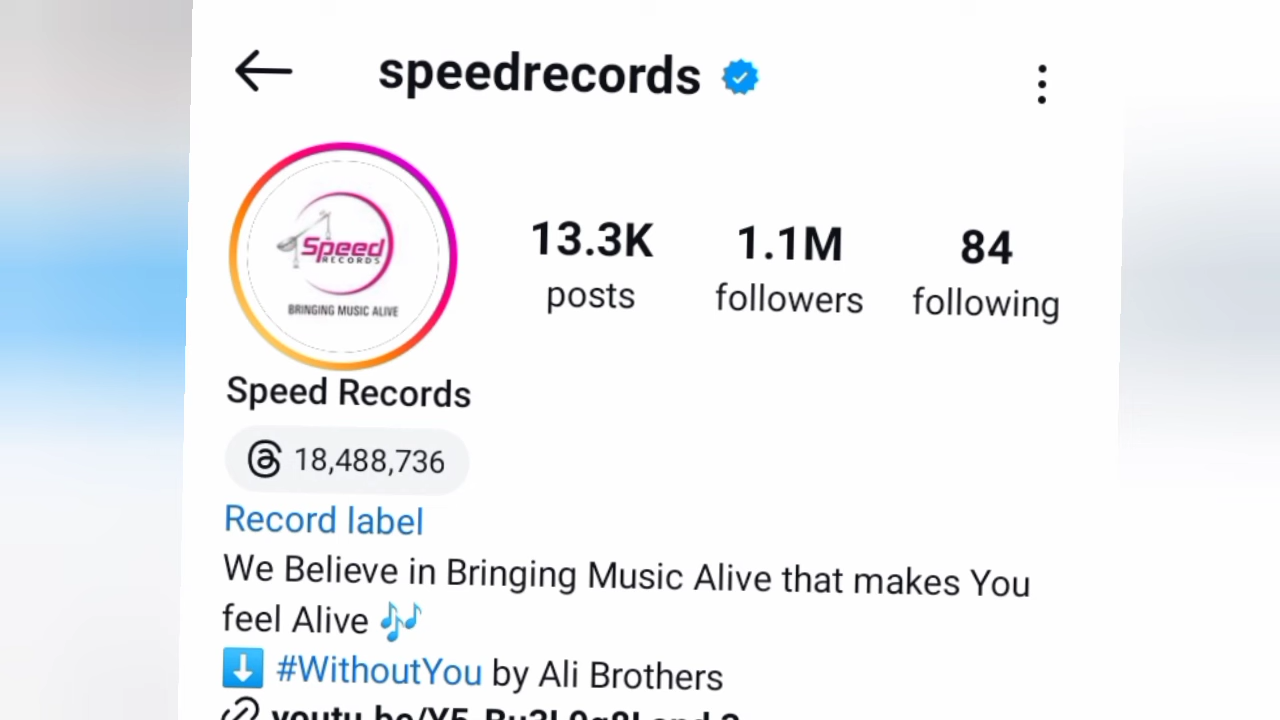 speedrecords
Speed
RECORDS
BRINGING MUSIC ALIVE
13.3K
posts
1.1M
followers
84
following
Speed Records
18,488,736
Record label
We Believe in Bringing Music Alive that makes You
feel Alive 🎶
⬇️ #WithoutYou by Ali Brothers